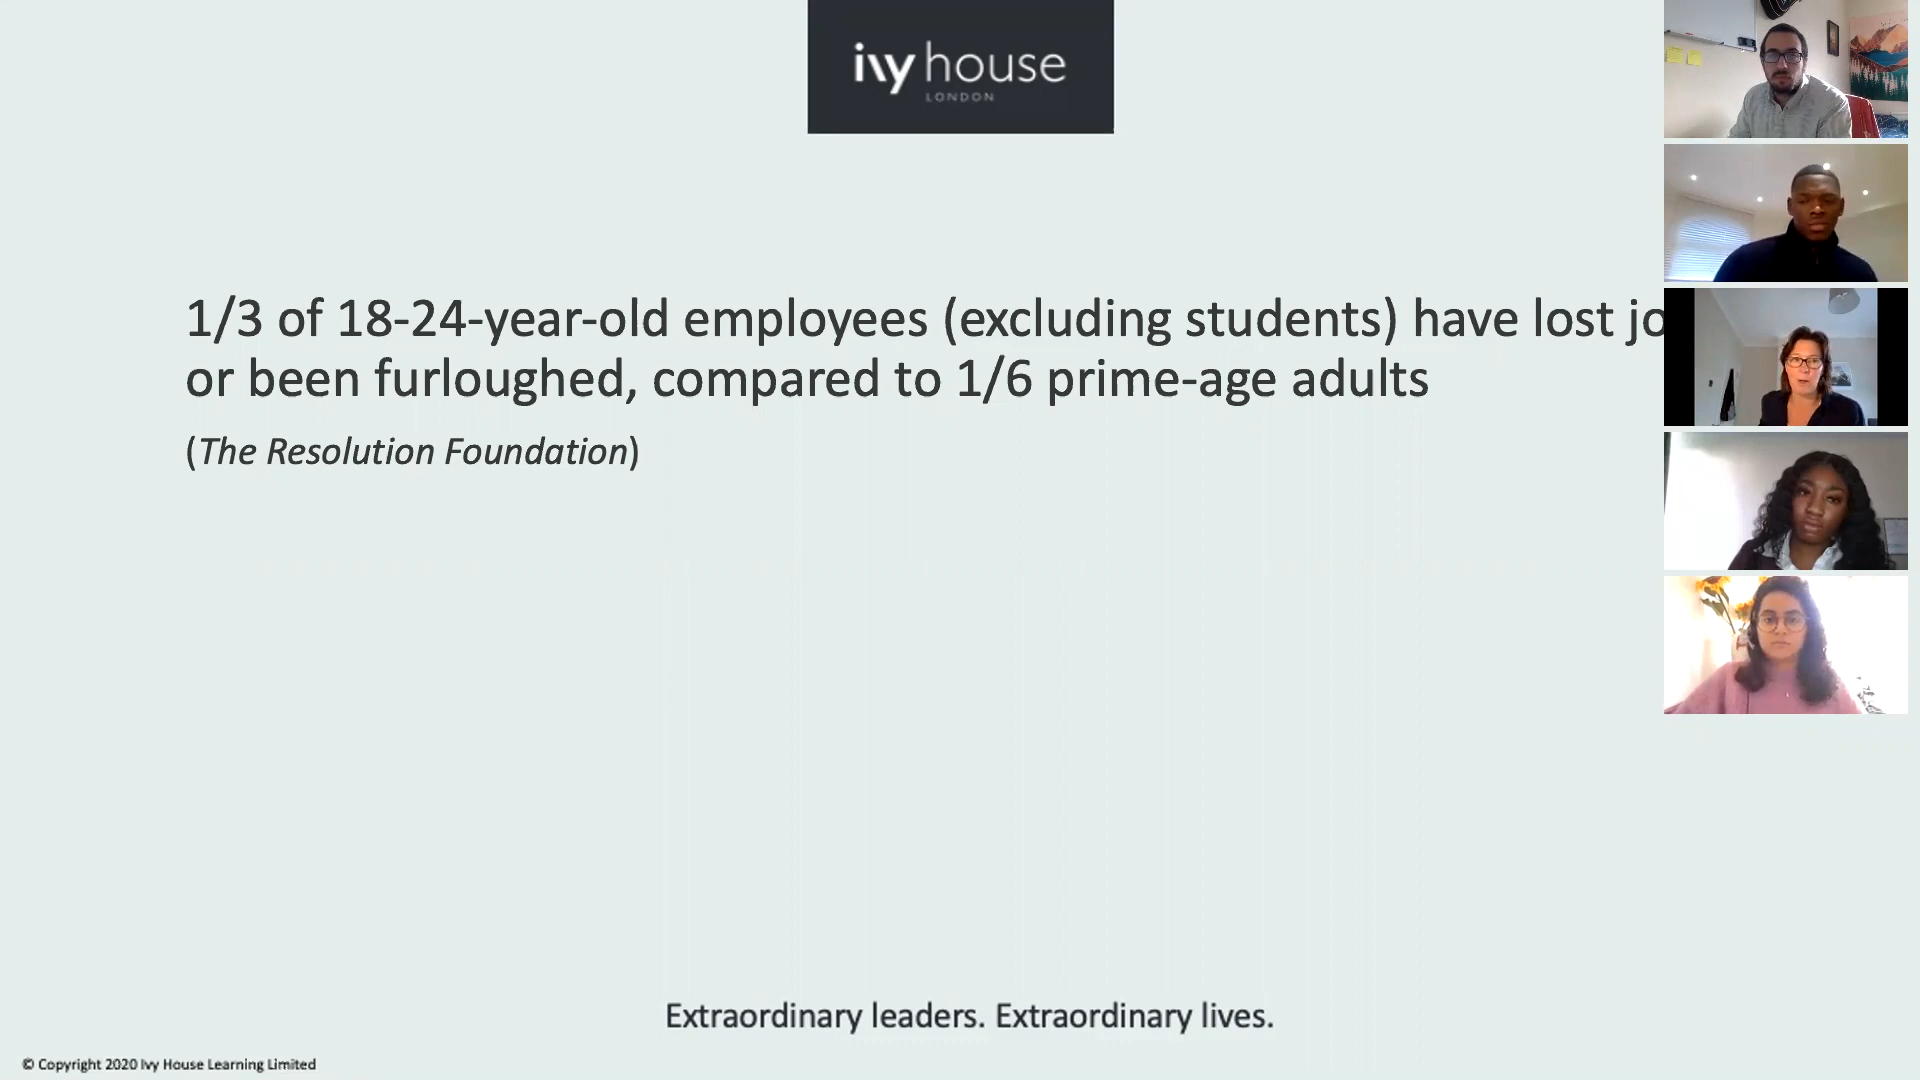 ivy house
LONDON
1/3 of 18-24-year-old employees (excluding students) have lost
or been furloughed, compared to 1/6 prime-age adults
(The Resolution Foundation)
Extraordinary leaders. Extraordinary lives.
© Copyright 2020 Ivy House Learning Limited